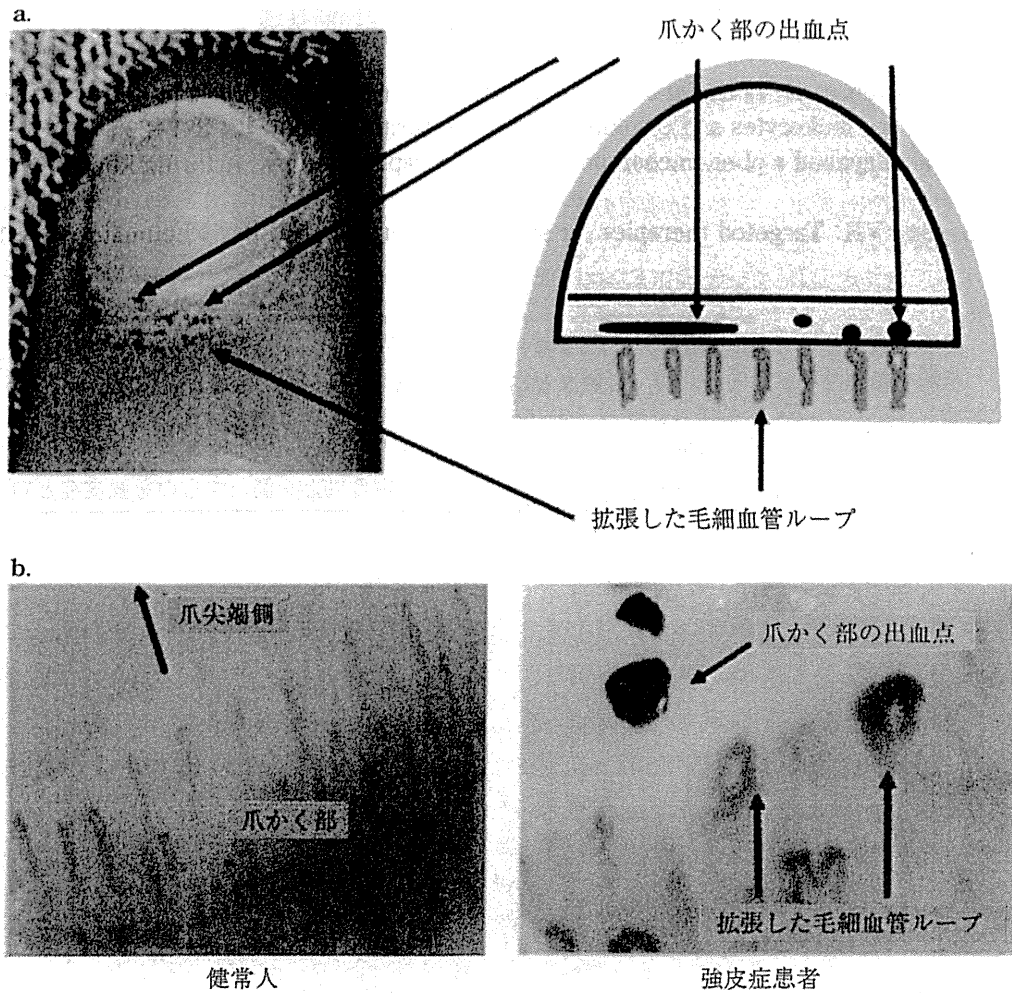 a.
爪かく部の出血点
拡張した毛細血管ループ
b.
爪尖端側
爪かく部
健常人
爪かく部の出血点
拡張した毛細血管ループ
強皮症患者